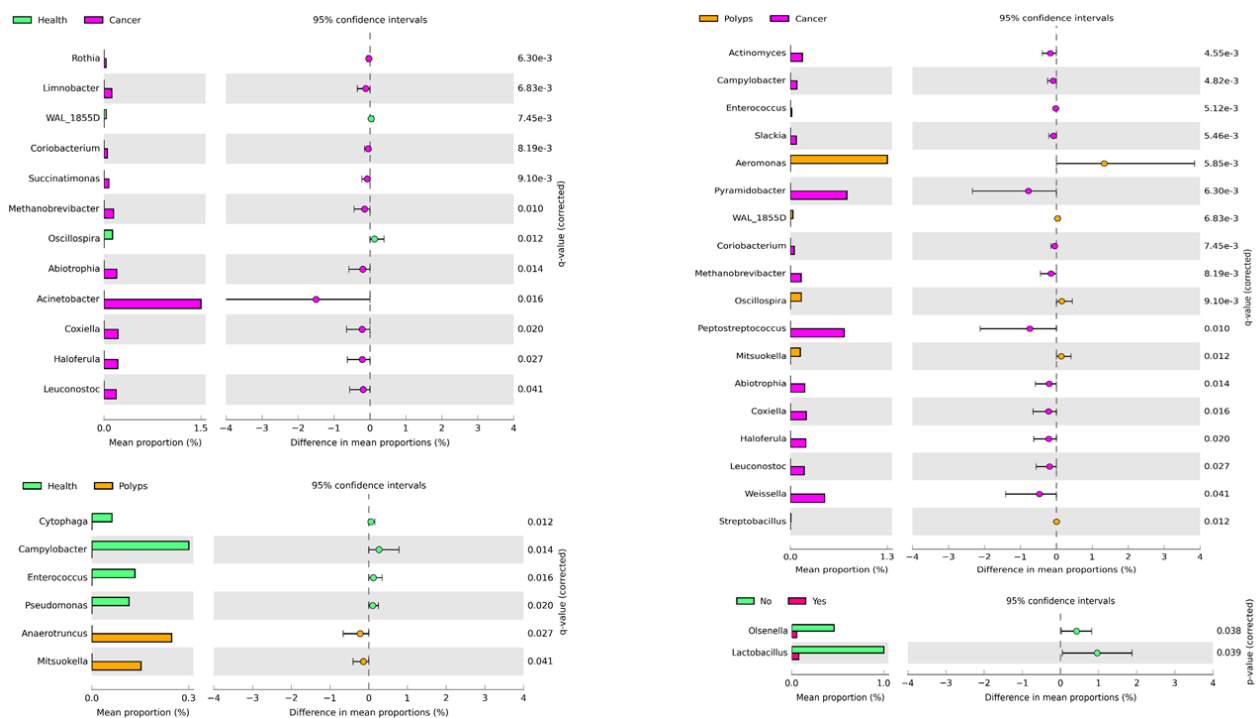 Health Cancer 95% confidence intervals
Rothia 6.30e-3
Limnobacter 6.83e-3
WAL_1855D 7.45e-3
Coriobacterium 8.19e-3
Succinatimonas 9.10e-3
Methanobrevibacter 0.010
Oscillospira 0.012
Abiotrophia 0.014
Acinetobacter 0.016
Coxiella 0.020
Haloferula 0.027
Leuconostoc 0.041
q-value (corrected)
0.0 1.5 −4 −3 −2 −1 0 1 2 3 4
Mean proportion (%) Difference in mean proportions (%)
Health Polyps 95% confidence intervals
Cytophaga 0.012
Campylobacter 0.014
Enterococcus 0.016
Pseudomonas 0.020
Anaerotruncus 0.027
Mitsuokella 0.041
q-value (corrected)
0.0 0.3 −4 −3 −2 −1 0 1 2 3 4
Mean proportion (%) Difference in mean proportions (%)
Polyps Cancer 95% confidence intervals
Actinomyces 4.55e-3
Campylobacter 4.82e-3
Enterococcus 5.12e-3
Slackia 5.46e-3
Aeromonas 5.85e-3
Pyramidobacter 6.30e-3
WAL_1855D 6.83e-3
Coriobacterium 7.45e-3
Methanobrevibacter 8.19e-3
Oscillospira 9.10e-3
Peptostreptococcus 0.010
Mitsuokella 0.012
Abiotrophia 0.014
Coxiella 0.016
Haloferula 0.020
Leuconostoc 0.027
Weissella 0.041
Streptobacillus 0.012
q-value (corrected)
0.0 1.3 −4 −3 −2 −1 0 1 2 3 4
Mean proportion (%) Difference in mean proportions (%)
No Yes 95% confidence intervals
Olsenella 0.038
Lactobacillus 0.039
p-value (corrected)
0.0 1.0 −4 −3 −2 −1 0 1 2 3 4
Mean proportion (%) Difference in mean proportions (%)